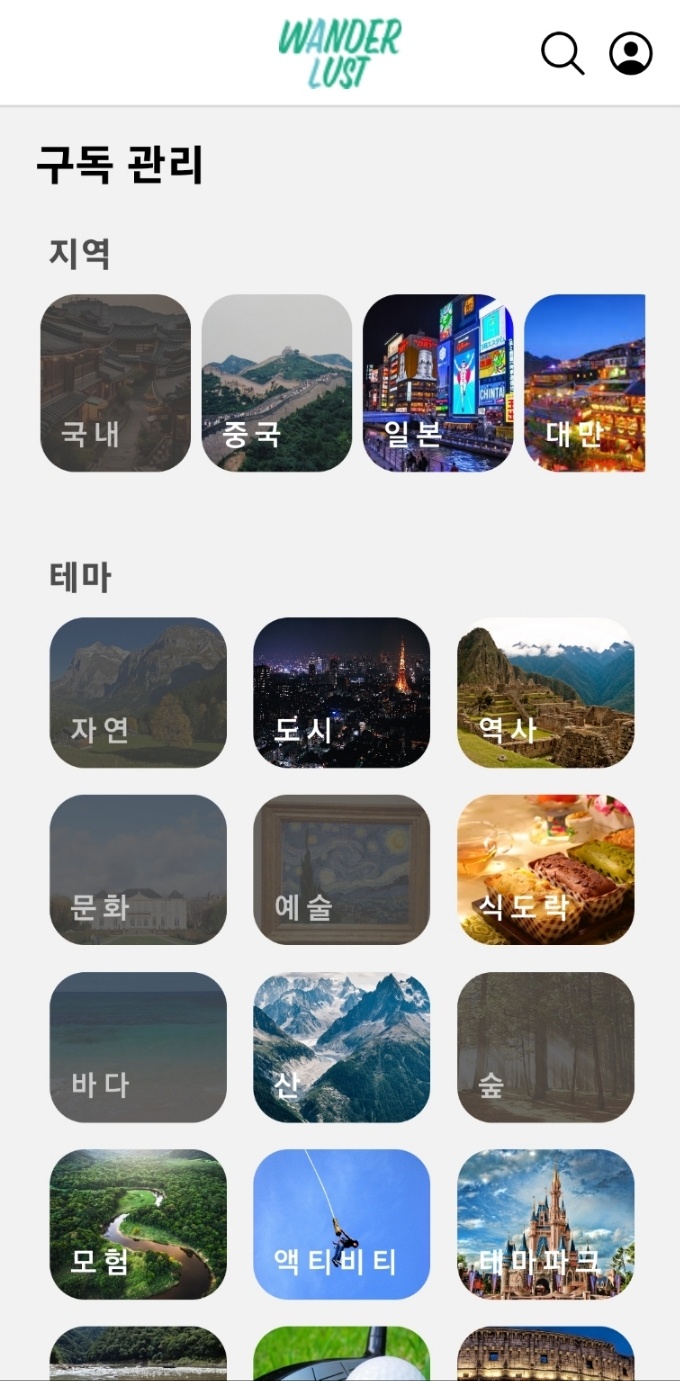 WANDER
LUST
구독 관리
지역
국내
중국
일본
대만
테마
자연
도시
역사
문화
예술
식도락
바다
산
숲
모험
액티비티
테마파크